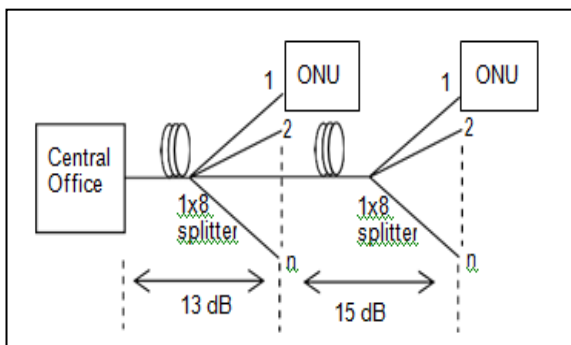 1
ONU
1
ONU
2
2
Central
Office
1x8
splitter
1x8
splitter
n
n
13 dB
15 dB